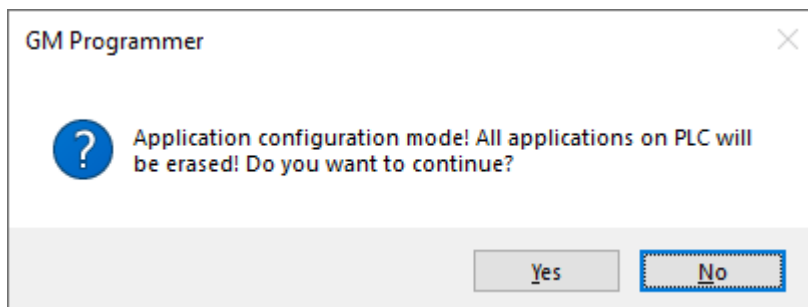 GM Programmer
?
Application configuration mode! All applications on PLC will
be erased! Do you want to continue?
Yes
No